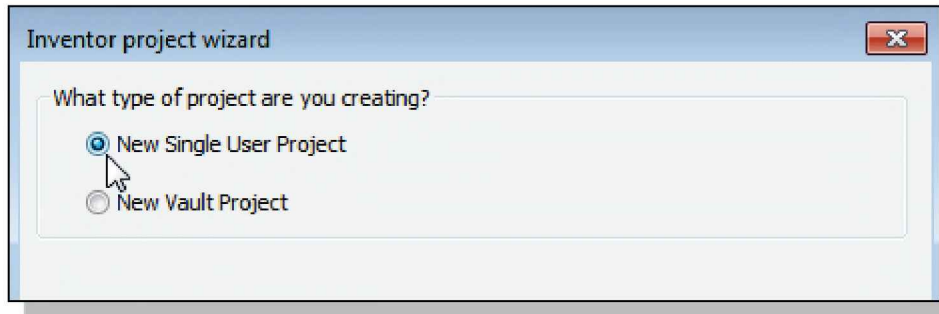 Inventor project wizard
What type of project are you creating?
New Single User Project
New Vault Project